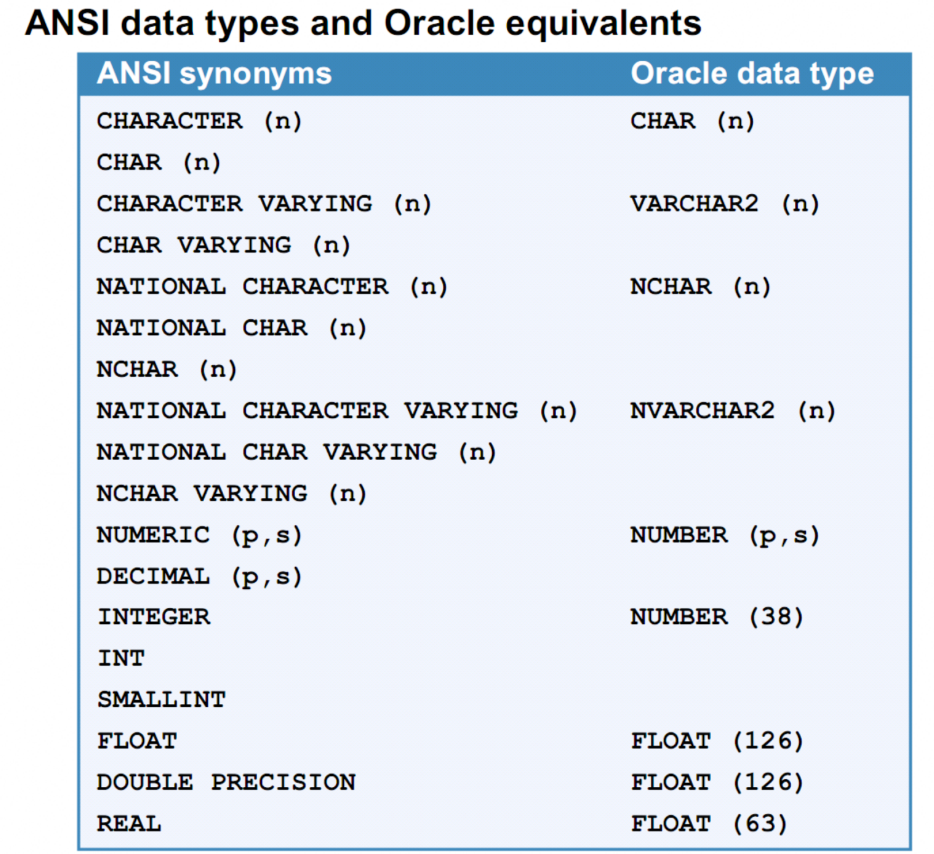 ANSI data types and Oracle equivalents
ANSI synonyms Oracle data type
CHARACTER (n) CHAR (n)
CHAR (n)
CHARACTER VARYING (n) VARCHAR2 (n)
CHAR VARYING (n)
NATIONAL CHARACTER (n) NCHAR (n)
NATIONAL CHAR (n)
NCHAR (n)
NATIONAL CHARACTER VARYING (n) NVARCHAR2 (n)
NATIONAL CHAR VARYING (n)
NCHAR VARYING (n)
NUMERIC (p,s) NUMBER (p,s)
DECIMAL (p,s)
INTEGER NUMBER (38)
INT
SMALLINT
FLOAT FLOAT (126)
DOUBLE PRECISION FLOAT (126)
REAL FLOAT (63)